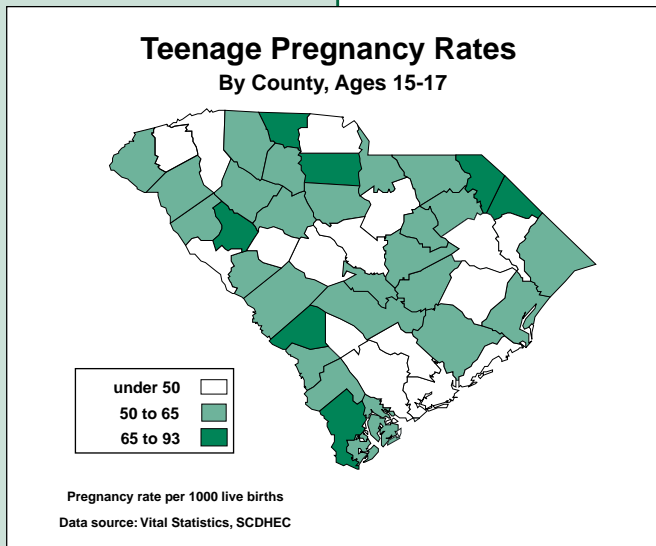 Teenage Pregnancy Rates
By County, Ages 15-17
under 50
50 to 65
65 to 93
Pregnancy rate per 1000 live births
Data source: Vital Statistics, SCDHEC